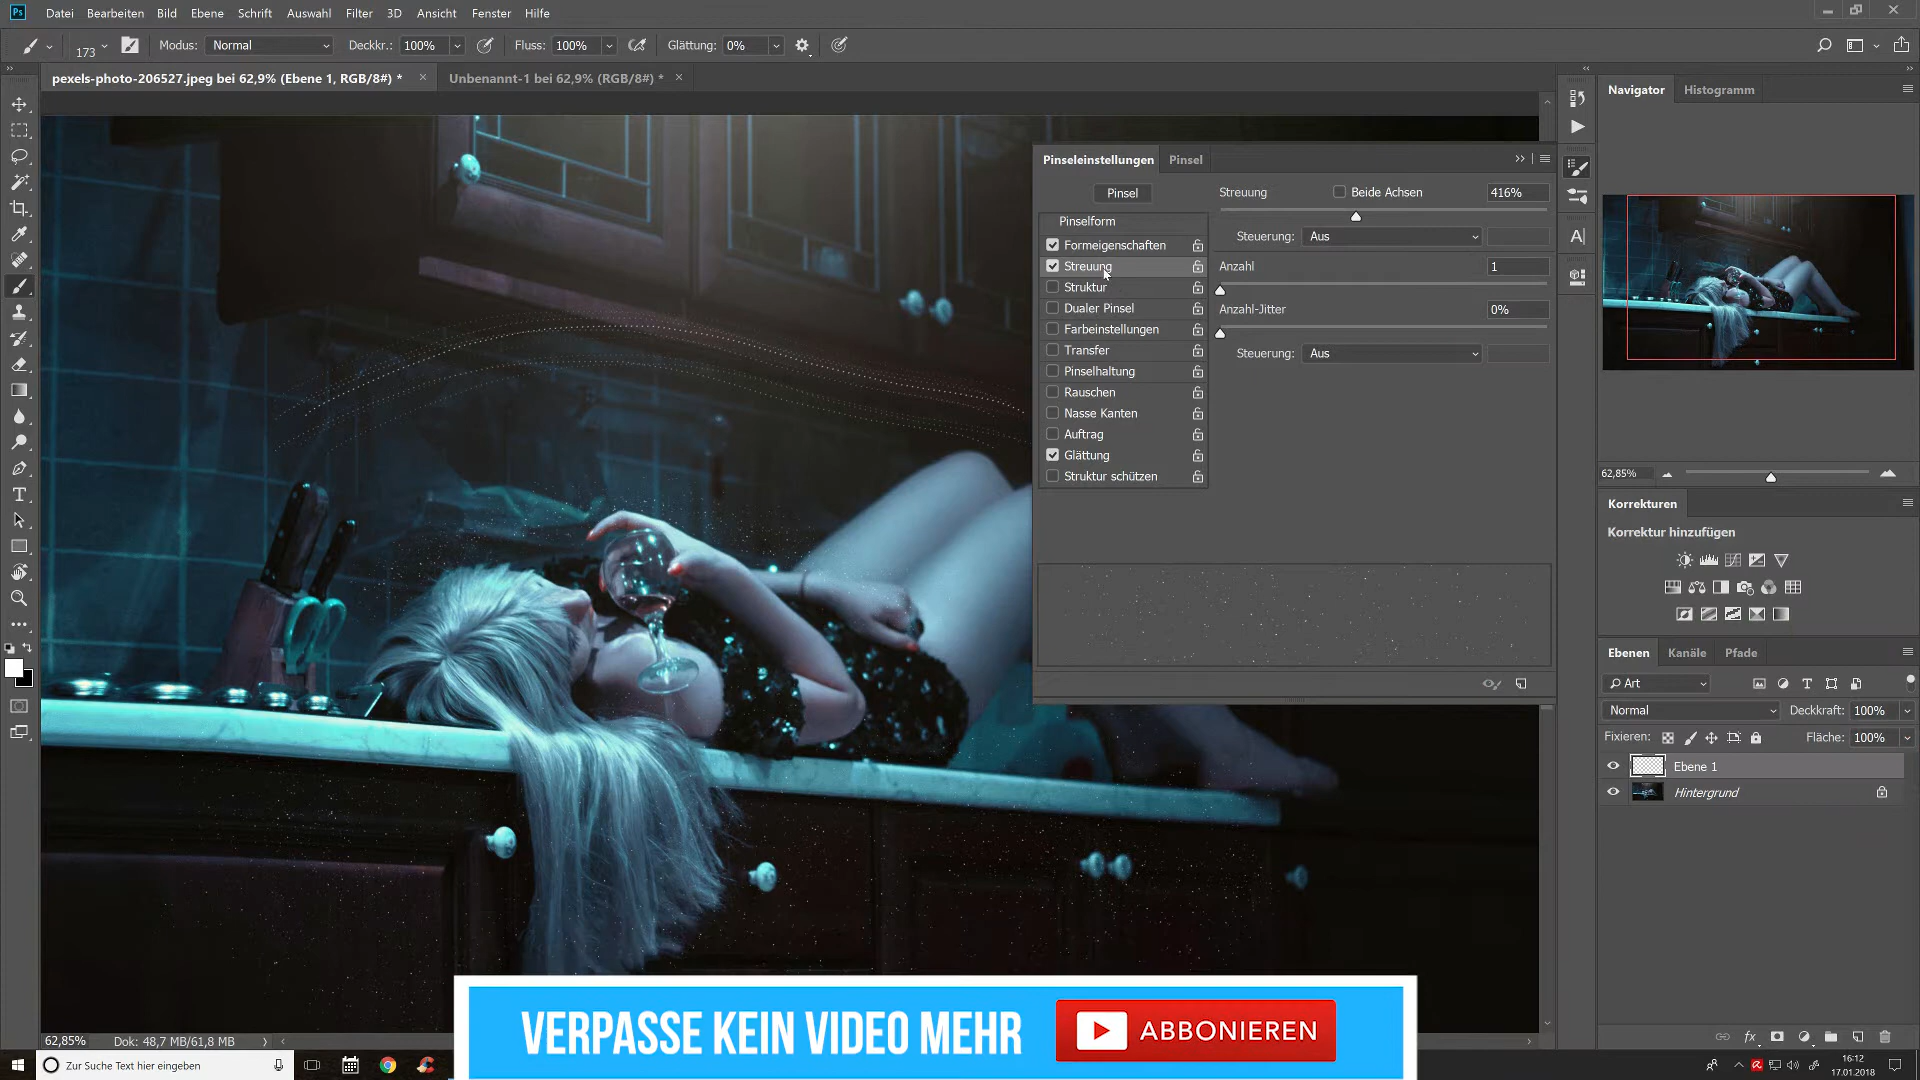 Ps Datei Bearbeiten Bild Ebene Schrift Auswahl Filter 3D Ansicht Fenster Hilfe
173 Modus: Normal Deckkr.: 100% Fluss: 100% Glättung: 0%
pexels-photo-206527.jpeg bei 62,9% (Ebene 1, RGB/8#) * × Unbenannt-1 bei 62,9% (RGB/8#) * ×
Navigator Histogramm
Pinseleinstellungen Pinsel
Pinsel
Pinselform
Formeigenschaften
Streuung
Struktur
Dualer Pinsel
Farbeinstellungen
Transfer
Pinselhaltung
Rauschen
Nasse Kanten
Auftrag
Glättung
Struktur schützen
Streuung Beide Achsen 416%
Steuerung: Aus
Anzahl 1
Anzahl-Jitter 0%
Steuerung: Aus
62,85%
Korrekturen
Korrektur hinzufügen
Ebenen Kanäle Pfade
Art
Normal Deckkraft: 100%
Fixieren: Fläche: 100%
Ebene 1
Hintergrund
fx
62,85% Dok: 48,7 MB/61,8 MB
VERPASSE KEIN VIDEO MEHR
ABBONIEREN
Zur Suche Text hier eingeben
16:12
17.01.2018